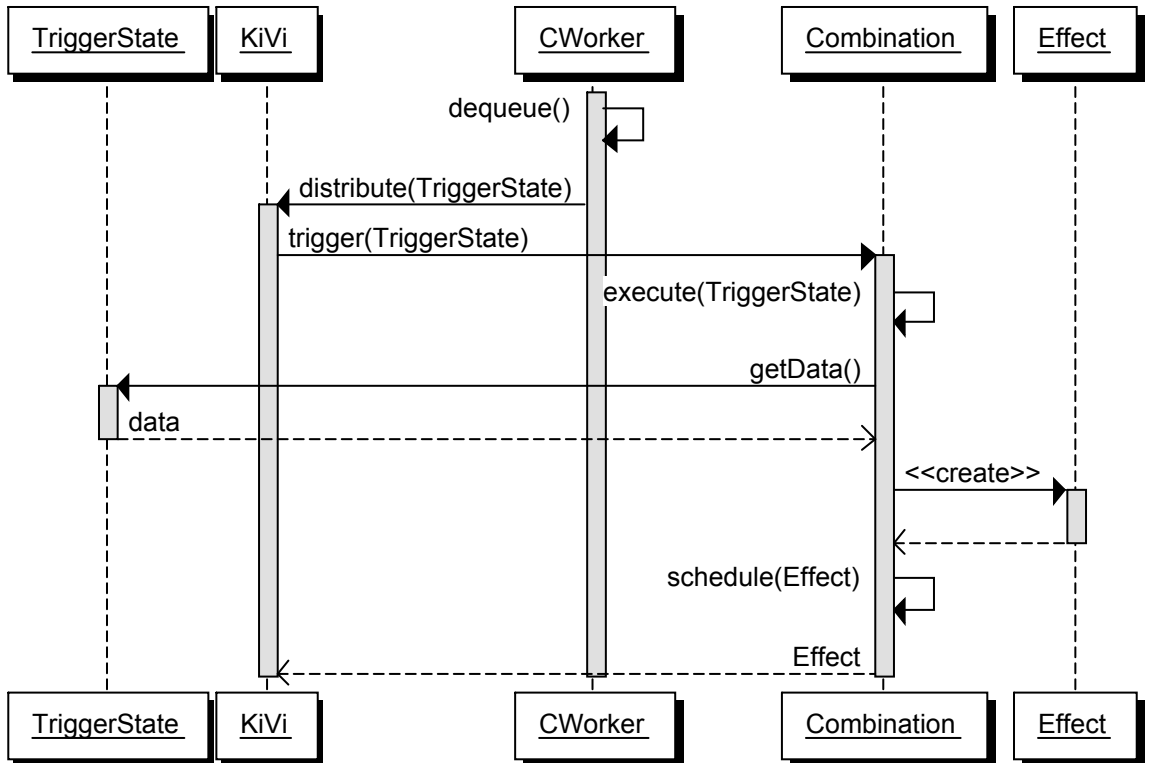 TriggerState
KiVi
CWorker
Combination
Effect
dequeue()
distribute(TriggerState)
trigger(TriggerState)
execute(TriggerState)
getData()
data
<<create>>
schedule(Effect)
Effect
TriggerState
KiVi
CWorker
Combination
Effect